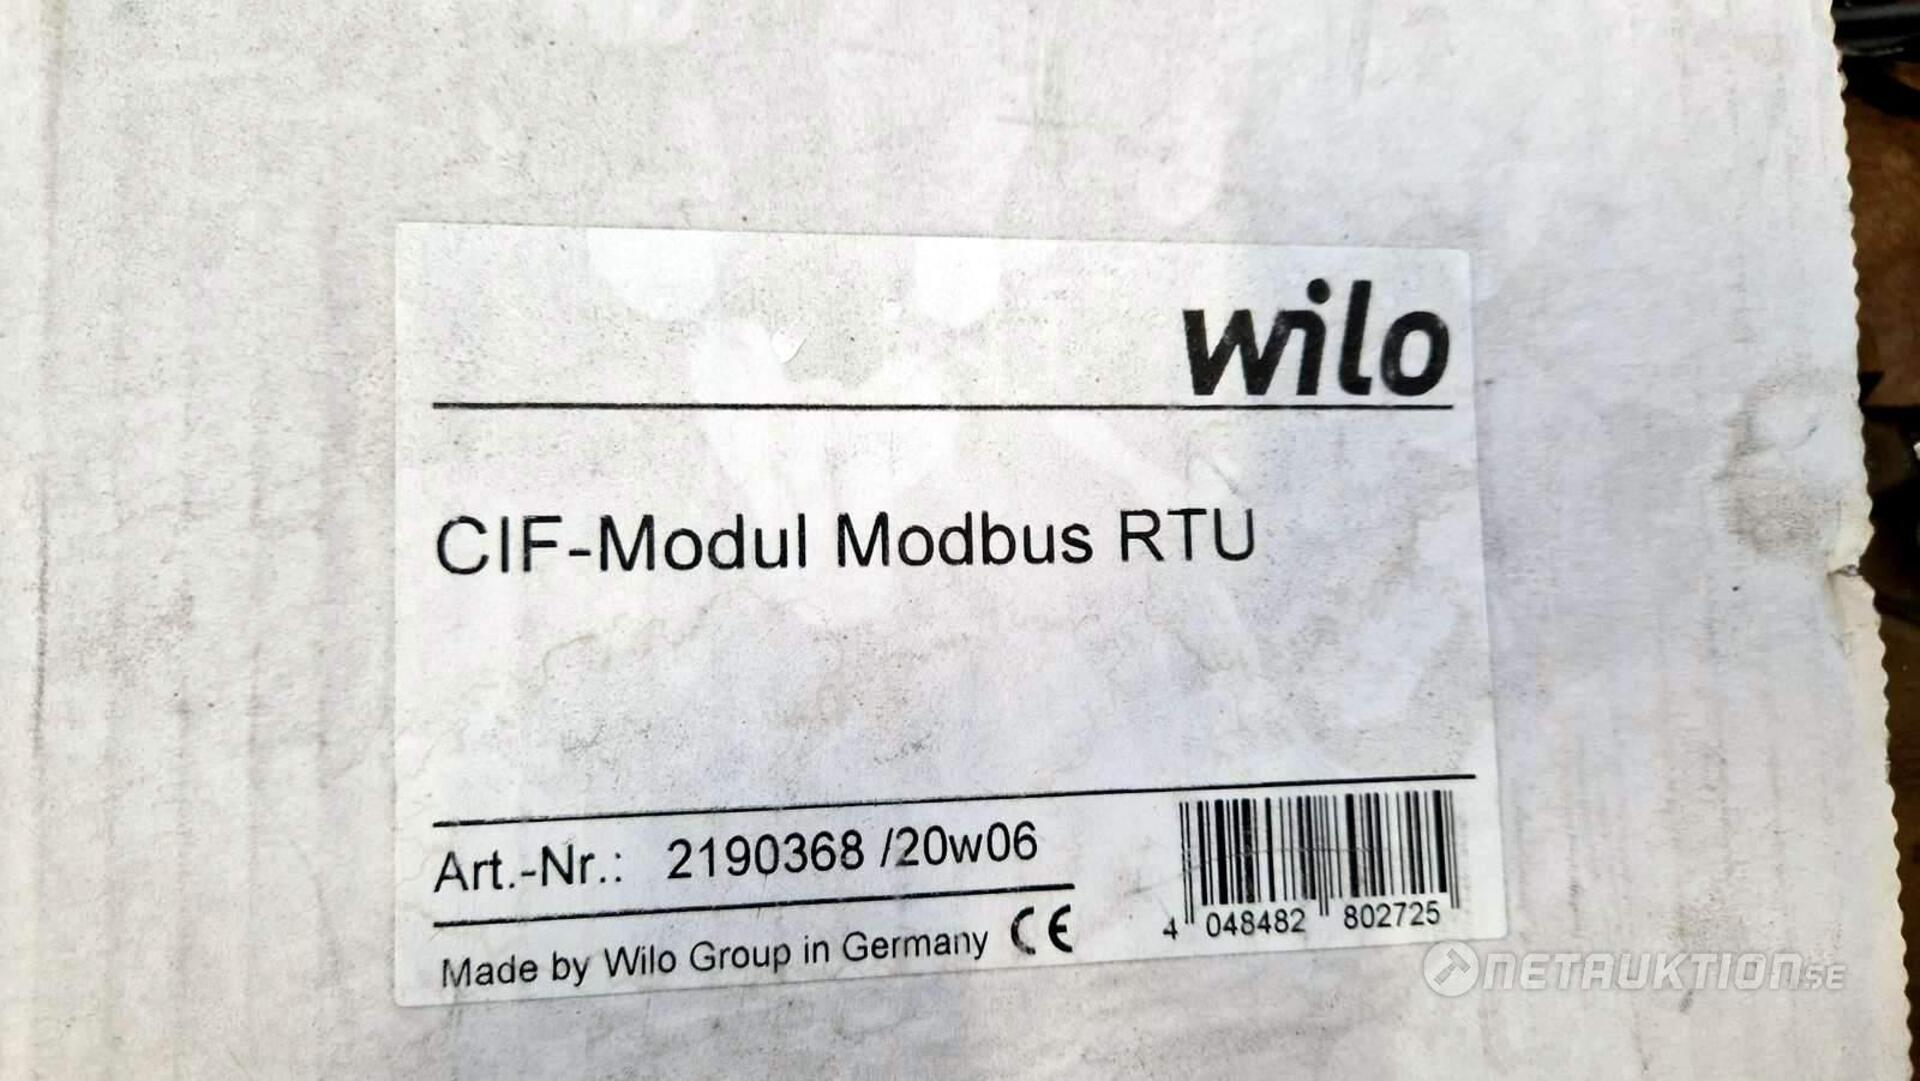 wilo
CIF-Modul Modbus RTU
Art.-Nr.: 2190368 /20w06
Made by Wilo Group in Germany CE
4 048482 802725
NETAUKTION.SE